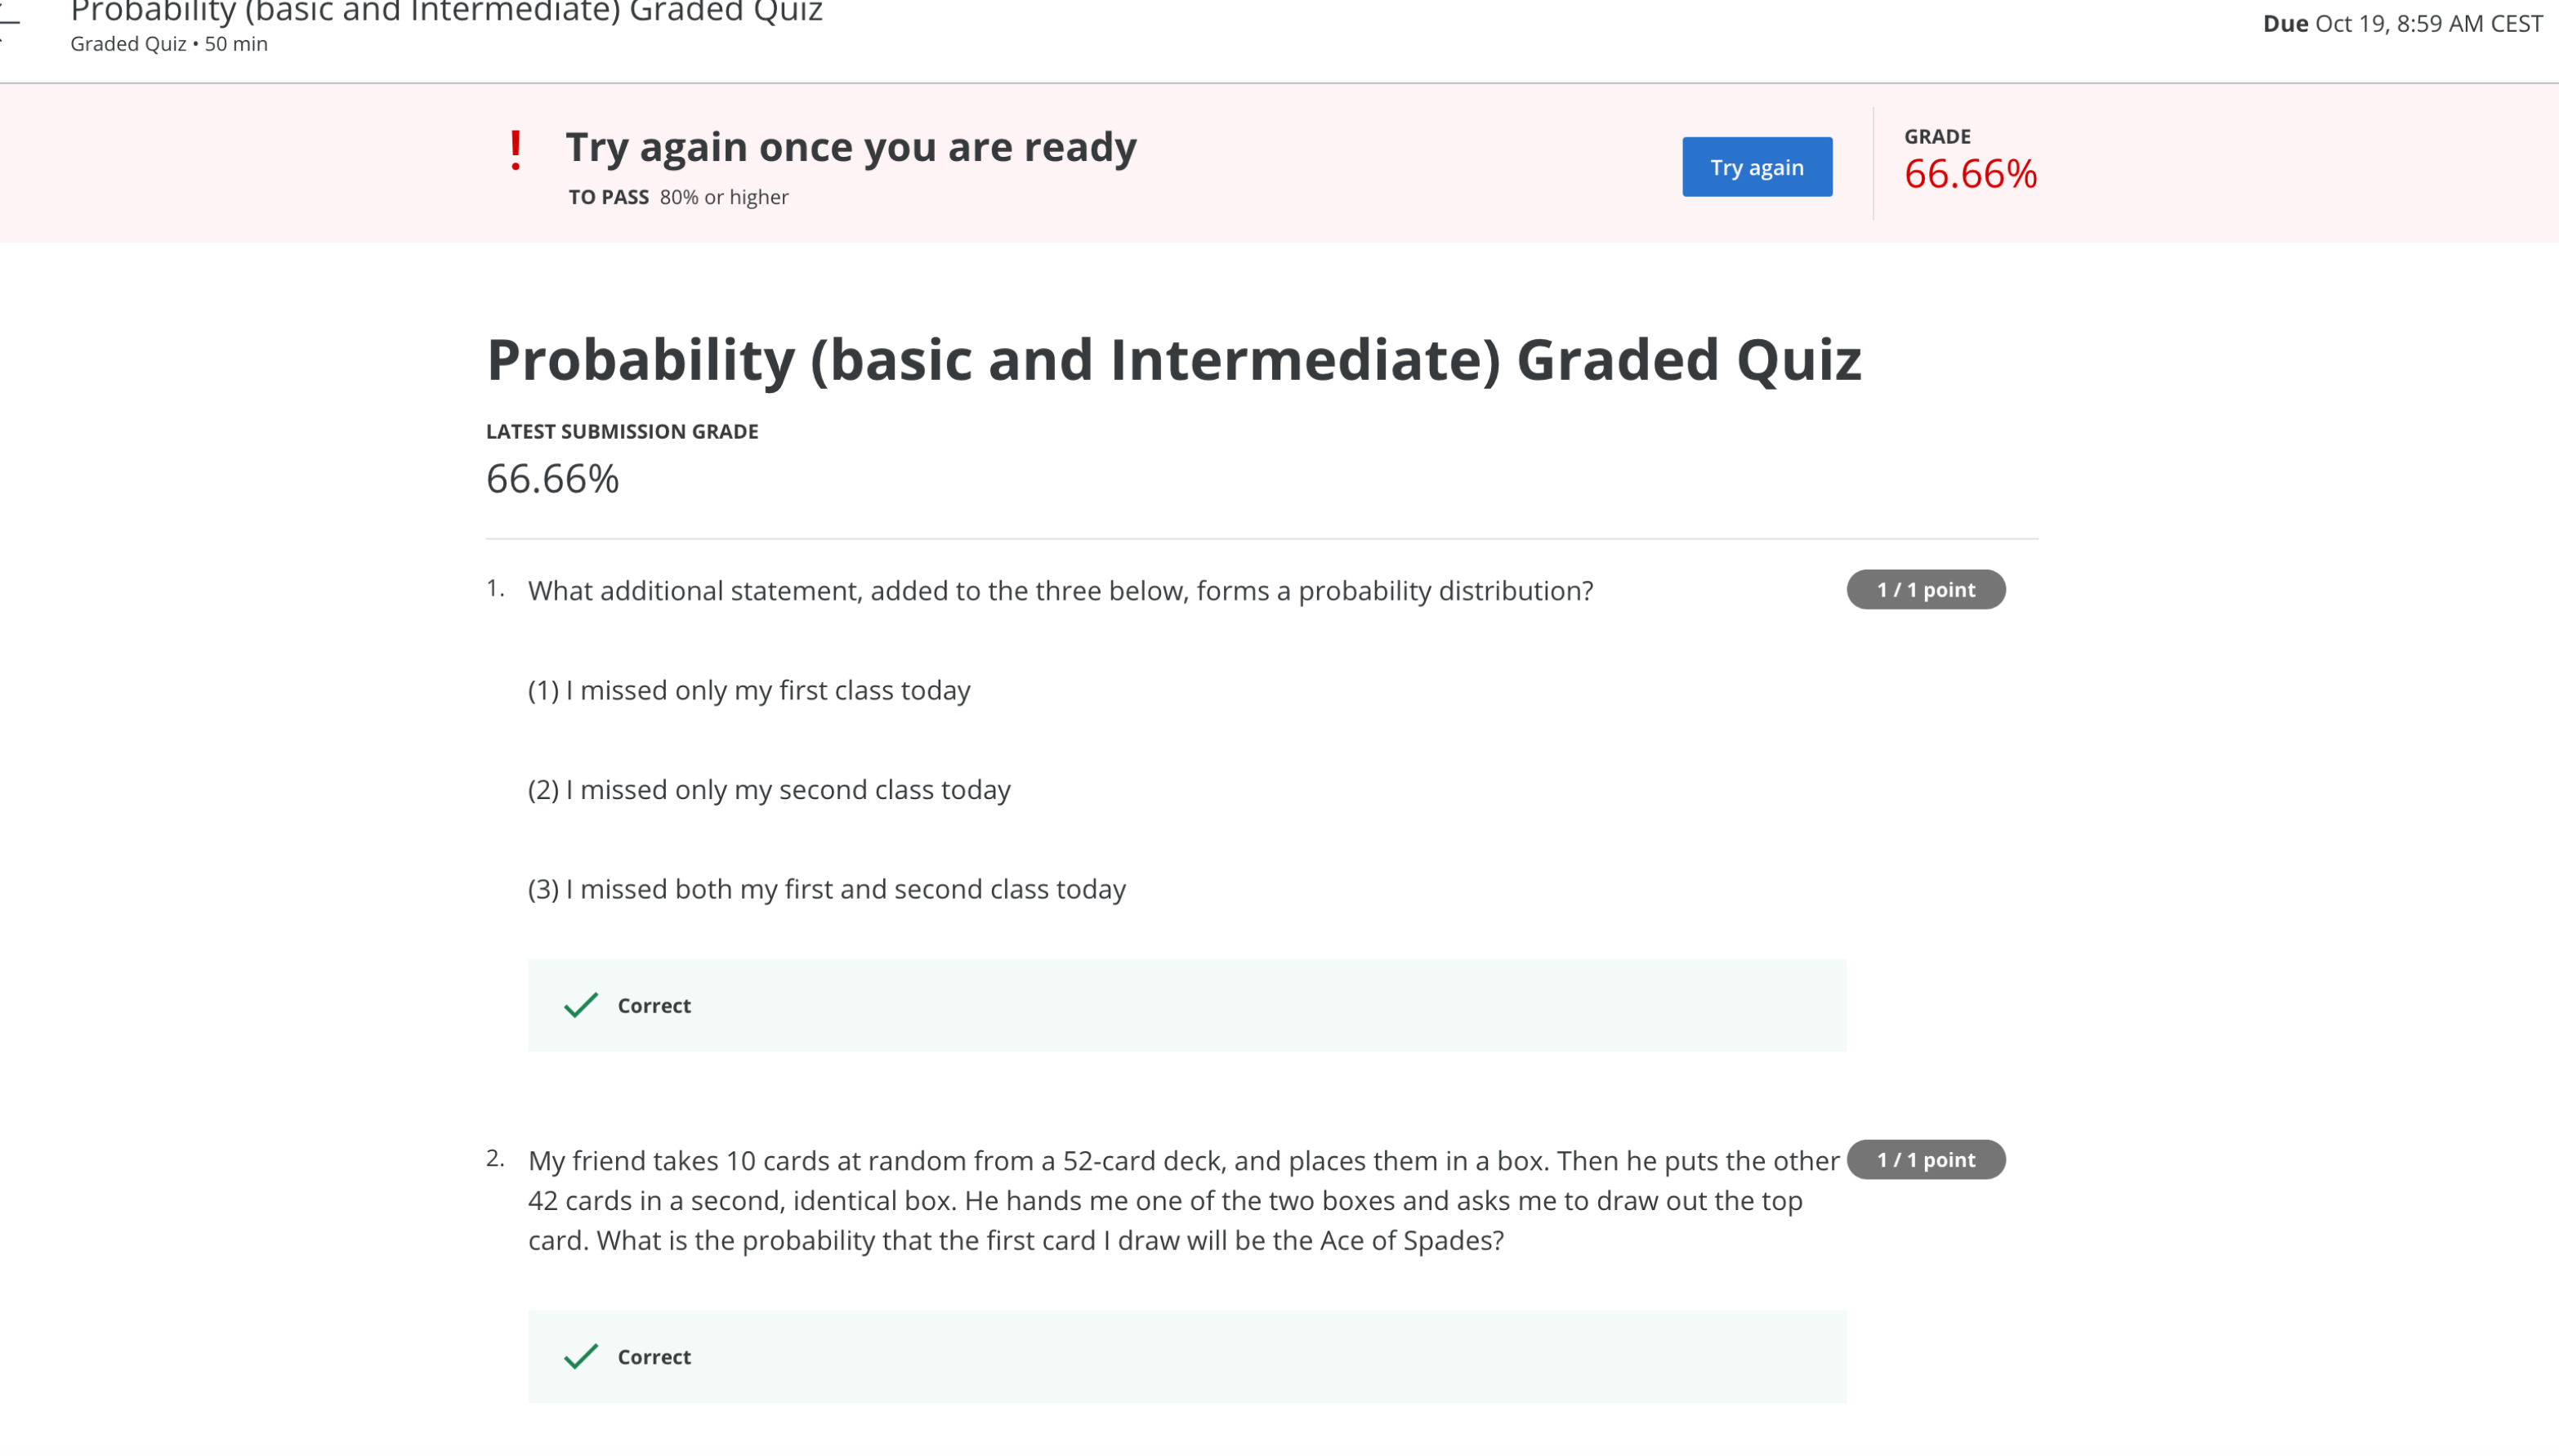 Probability (basic and Intermediate) Graded Quiz
Graded Quiz • 50 min
Due Oct 19, 8:59 AM CEST
! Try again once you are ready
TO PASS 80% or higher
Try again
GRADE
66.66%
Probability (basic and Intermediate) Graded Quiz
LATEST SUBMISSION GRADE
66.66%
1. What additional statement, added to the three below, forms a probability distribution?
1 / 1 point
(1) I missed only my first class today
(2) I missed only my second class today
(3) I missed both my first and second class today
Correct
2. My friend takes 10 cards at random from a 52-card deck, and places them in a box. Then he puts the other
1 / 1 point
42 cards in a second, identical box. He hands me one of the two boxes and asks me to draw out the top
card. What is the probability that the first card I draw will be the Ace of Spades?
Correct